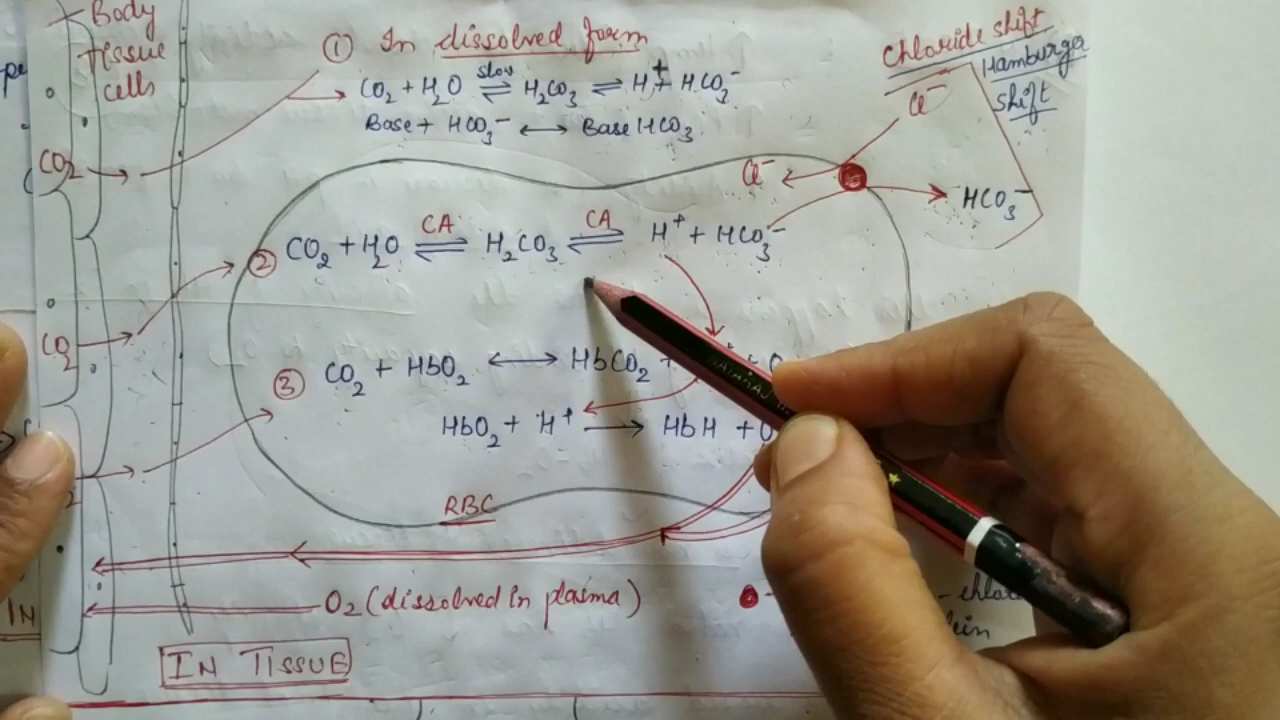 Body
Tissue
cells
① In dissolved form
CO₂ + H₂O ⇌ slow H₂CO₃ ⇌ H⁺ + HCO₃⁻
Base + HCO₃⁻ ⟷ Base HCO₃
Chloride shift
Hamburger
shift
Cl⁻
Cl⁻
HCO₃⁻
CO₂
② CO₂ + H₂O ⇌ CA H₂CO₃ ⇌ CA H⁺ + HCO₃⁻
CO₂
③ CO₂ + HbO₂ ⟷ HbCO₂ +
HbO₂ + H⁺ → HbH + O
RBC
O₂ (dissolved in plasma)
IN
IN TISSUE